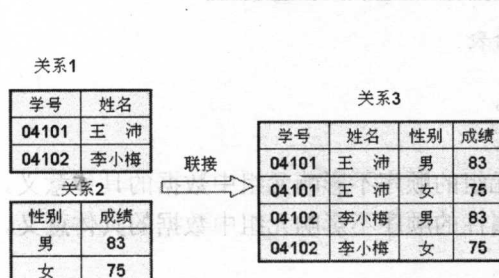 关系1
学号 姓名
04101 王 沛
04102 李小梅
关系2
性别 成绩
男 83
女 75
联接
关系3
学号 姓名 性别 成绩
04101 王 沛 男 83
04101 王 沛 女 75
04102 李小梅 男 83
04102 李小梅 女 75